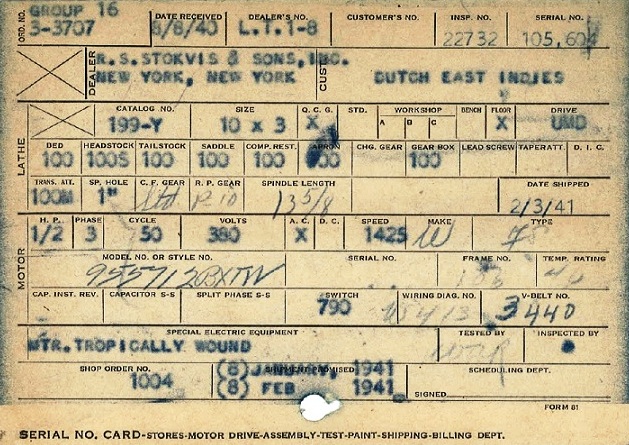 ORD. NO. GROUP 16 DATE RECEIVED DEALER'S NO. CUSTOMER'S NO. INSP. NO. SERIAL NO.
3-3707 L.T.1-8 22732 105,604
DEALER R.S.STOKVIS & SONS, INC. CUST
NEW YORK, NEW YORK DUTCH EAST INDIES
LATHE
CATALOG NO. SIZE Q.C.G. STD. WORKSHOP BENCH FLOOR DRIVE
199-Y 10 x 3 X A B C X UMD
BED HEADSTOCK TAILSTOCK SADDLE COMP. REST. APRON CHG. GEAR GEAR BOX LEAD SCREW TAPER ATT. D. I. C.
100 100S 100 100 100 100 100
TRANS. ATT. SP. HOLE C. F. GEAR R. P. GEAR SPINDLE LENGTH DATE SHIPPED
100M 1" Std 13 5/8 2/3/41
MOTOR
H. P. PHASE CYCLE VOLTS A. C. D. C. SPEED MAKE TYPE
1/2 3 50 380 X 1425 W
MODEL NO. OR STYLE NO. SERIAL NO. FRAME NO. TEMP. RATING
CAP. INST. REV. CAPACITOR S-S SPLIT PHASE S-S SWITCH WIRING DIAG. NO. V-BELT NO.
790 3440
SPECIAL ELECTRIC EQUIPMENT TESTED BY INSPECTED BY
MTR. TROPICALLY WOUND
SHOP ORDER NO. SHIPMENT PROMISED SCHEDULING DEPT.
1004 (6) 1941
(8) FEB 1941 SIGNED
FORM 81
SERIAL NO. CARD-STORES-MOTOR DRIVE-ASSEMBLY-TEST-PAINT-SHIPPING-BILLING DEPT.